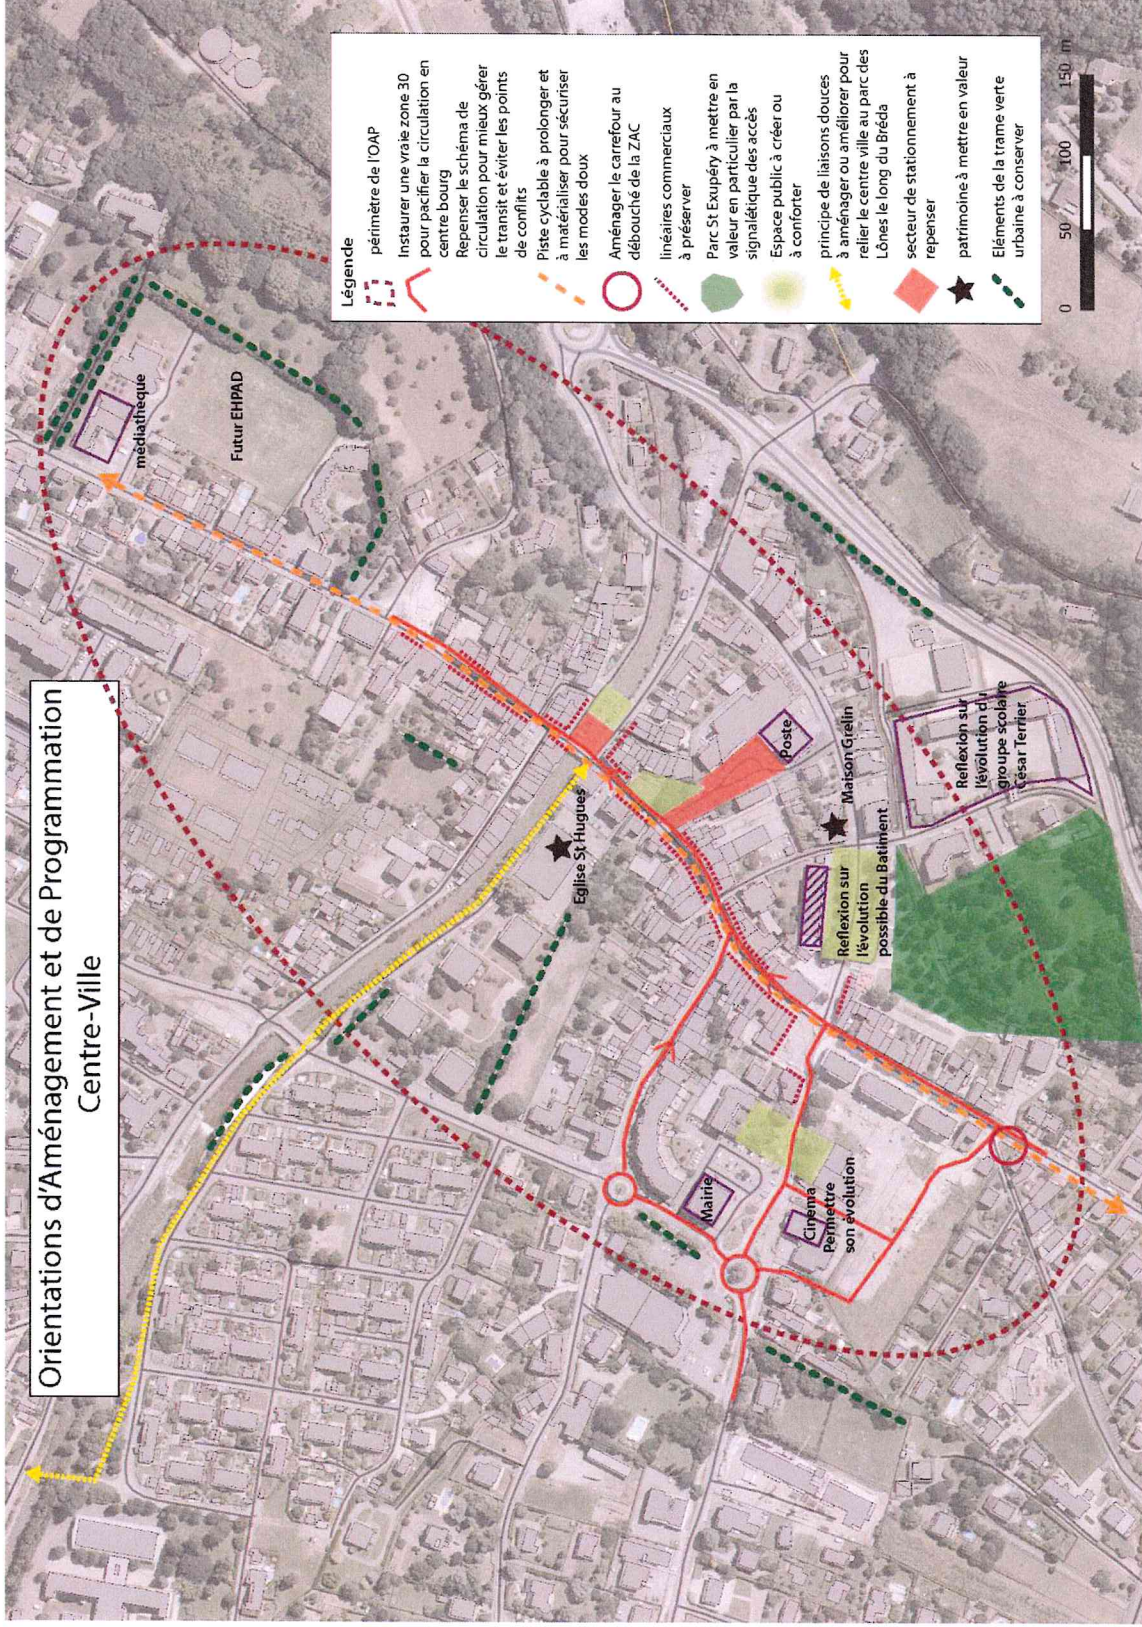 Orientations d'Aménagement et de Programmation
Centre-Ville
Légende
périmètre de l'OAP
Instaurer une vraie zone 30
pour pacifier la circulation en
centre bourg
Repenser le schéma de
circulation pour mieux gérer
le transit et éviter les points
de conflits
Piste cyclable à prolonger et
à matérialiser pour sécuriser
les modes doux
Aménager le carrefour au
débouché de la ZAC
linéaires commerciaux
à préserver
Parc St Exupéry à mettre en
valeur en particulier par la
signalétique des accès
Espace public à créer ou
à conforter
principe de liaisons douces
à aménager ou améliorer pour
relier le centre ville au parc des
Lônes le long du Bréda
secteur de stationnement à
repenser
patrimoine à mettre en valeur
Eléments de la trame verte
urbaine à conserver
0 50 100 150 m
médiathèque
Futur EHPAD
Eglise St Hugues
Poste
Maison Grelin
Reflexion sur
l'évolution
possible du Batiment
Reflexion sur
l'évolution du
groupe scolaire
César Terrier
Mairie
Cinéma
Permettre
son évolution